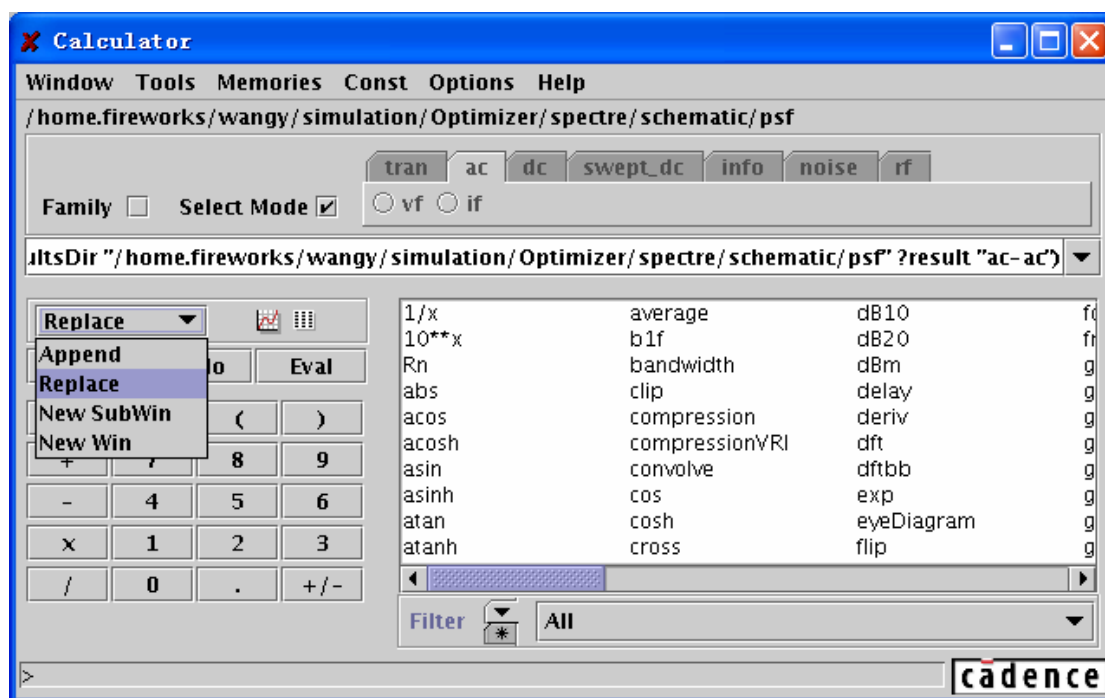 Calculator
Window Tools Memories Const Options Help
/home.fireworks/wangy/simulation/Optimizer/spectre/schematic/psf
tran ac dc swept_dc info noise rf
Family Select Mode vf if
ultsDir "/home.fireworks/wangy/simulation/Optimizer/spectre/schematic/psf" ?result "ac-ac")
Replace
Append
Replace
New SubWin
New Win
Eval
( )
7 8 9
- 4 5 6
x 1 2 3
/ 0 . +/-
1/x average dB10
10**x b1f dB20
Rn bandwidth dBm
abs clip delay
acos compression deriv
acosh compressionVRI dft
asin convolve dftbb
asinh cos exp
atan cosh eyeDiagram
atanh cross flip
Filter All
>
cādence